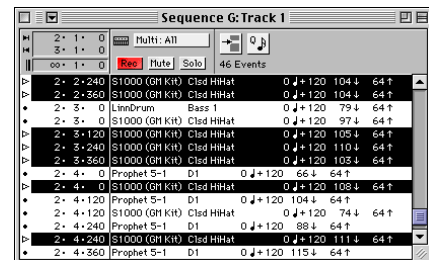 Sequence G:Track 1
2· 1· 0 Multi: All
3· 1· 0
∞· 1· 0 Rec Mute Solo 46 Events
2· 2·240 S1000 (GM Kit) Clsd HiHat 0♩+120 104↓ 64↑
2· 2·360 S1000 (GM Kit) Clsd HiHat 0♩+120 104↓ 64↑
2· 3· 0 LinnDrum Bass 1 0♩+120 79↓ 64↑
2· 3· 0 S1000 (GM Kit) Clsd HiHat 0♩+120 97↓ 64↑
2· 3·120 S1000 (GM Kit) Clsd HiHat 0♩+120 105↓ 64↑
2· 3·240 S1000 (GM Kit) Clsd HiHat 0♩+120 110↓ 64↑
2· 3·360 S1000 (GM Kit) Clsd HiHat 0♩+120 103↓ 64↑
2· 4· 0 Prophet 5-1 D1 0♩+120 66↓ 64↑
2· 4· 0 S1000 (GM Kit) Clsd HiHat 0♩+120 108↓ 64↑
2· 4·120 Prophet 5-1 D1 0♩+120 104↓ 64↑
2· 4·120 S1000 (GM Kit) Clsd HiHat 0♩+120 74↓ 64↑
2· 4·240 Prophet 5-1 D1 0♩+120 88↓ 64↑
2· 4·240 S1000 (GM Kit) Clsd HiHat 0♩+120 111↓ 64↑
2· 4·360 Prophet 5-1 D1 0♩+120 115↓ 64↑